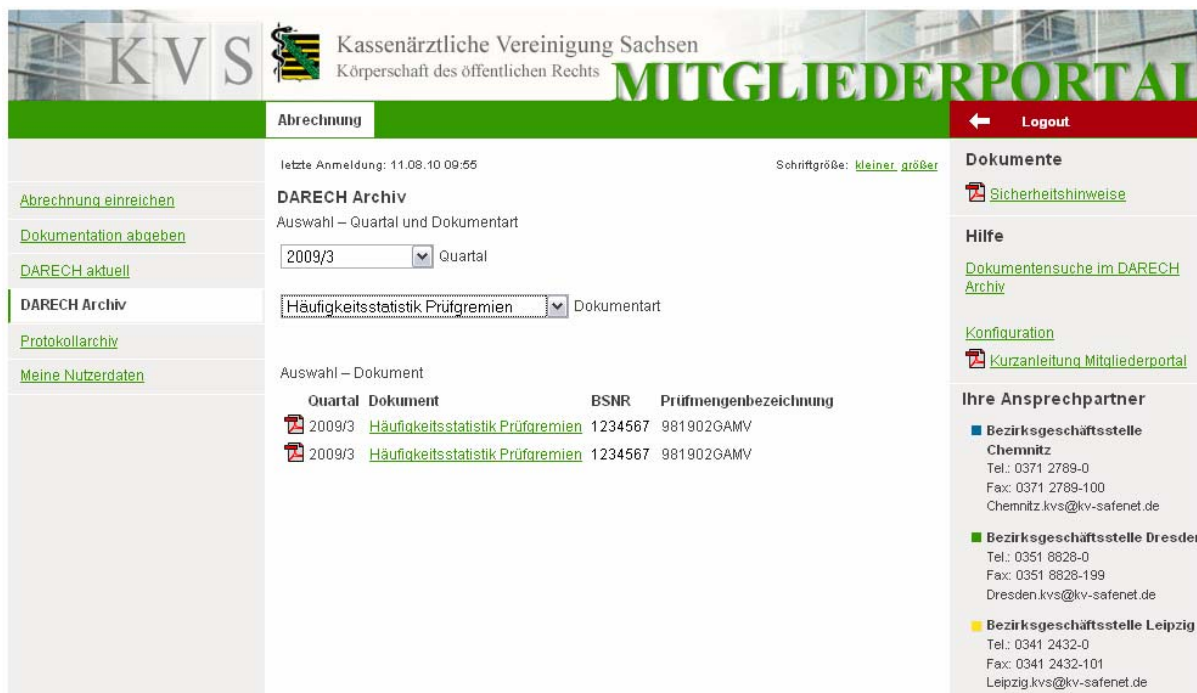 KVS
Kassenärztliche Vereinigung Sachsen
Körperschaft des öffentlichen Rechts
MITGLIEDERPORTAL
Abrechnung
Logout
Abrechnung einreichen
Dokumentation abgeben
DARECH aktuell
DARECH Archiv
Protokollarchiv
Meine Nutzerdaten
letzte Anmeldung: 11.08.10 09:55
Schriftgröße: kleiner größer
DARECH Archiv
Auswahl – Quartal und Dokumentart
2009/3 Quartal
Häufigkeitsstatistik Prüfgremien Dokumentart
Auswahl – Dokument
Quartal Dokument BSNR Prüfmengenbezeichnung
2009/3 Häufigkeitsstatistik Prüfgremien 1234567 981902GAMV
2009/3 Häufigkeitsstatistik Prüfgremien 1234567 981902GAMV
Dokumente
Sicherheitshinweise
Hilfe
Dokumentensuche im DARECH
Archiv
Konfiguration
Kurzanleitung Mitgliederportal
Ihre Ansprechpartner
Bezirksgeschäftsstelle
Chemnitz
Tel.: 0371 2789-0
Fax: 0371 2789-100
Chemnitz.kvs@kv-safenet.de
Bezirksgeschäftsstelle Dresden
Tel.: 0351 8828-0
Fax: 0351 8828-199
Dresden.kvs@kv-safenet.de
Bezirksgeschäftsstelle Leipzig
Tel.: 0341 2432-0
Fax: 0341 2432-101
Leipzig.kvs@kv-safenet.de